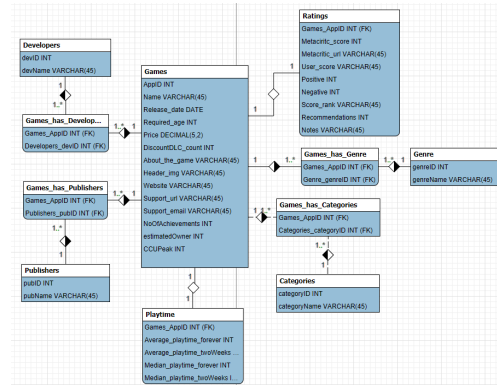 Developers
devID INT
devName VARCHAR(45)
1
1..*
Games_has_Develop...
Games_AppID INT (FK)
Developers_devID INT (FK)
1..*
1
Games_has_Publishers
Games_AppID INT (FK)
Publishers_pubID INT (FK)
1..*
1
1..*
1
Publishers
pubID INT
pubName VARCHAR(45)
Games
AppID INT
Name VARCHAR(45)
Release_date DATE
Required_age INT
Price DECIMAL(5,2)
DiscountDLC_count INT
About_the_game VARCHAR(45)
Header_img VARCHAR(45)
Website VARCHAR(45)
Support_url VARCHAR(45)
Support_email VARCHAR(45)
NoOfAchievements INT
estimatedOwner INT
CCUPeak INT
1
1
Playtime
Games_AppID INT (FK)
Average_playtime_forever INT
Average_playtime_twoWeeks ...
Median_playtime_forever INT
Median_playtime_twoWeeks I...
Ratings
Games_AppID INT (FK)
Metacirtc_score INT
Metacritic_url VARCHAR(45)
User_score VARCHAR(45)
Positive INT
Negative INT
Score_rank VARCHAR(45)
Recommendations INT
Notes VARCHAR(45)
1
1
1
1..*
Games_has_Genre
Games_AppID INT (FK)
Genre_genreID INT (FK)
1..*
1
Genre
genreID INT
genreName VARCHAR(45)
1
1..*
Games_has_Categories
Games_AppID INT (FK)
Categories_categoryID INT (FK)
1..*
1
Categories
categoryID INT
categoryName VARCHAR(45)